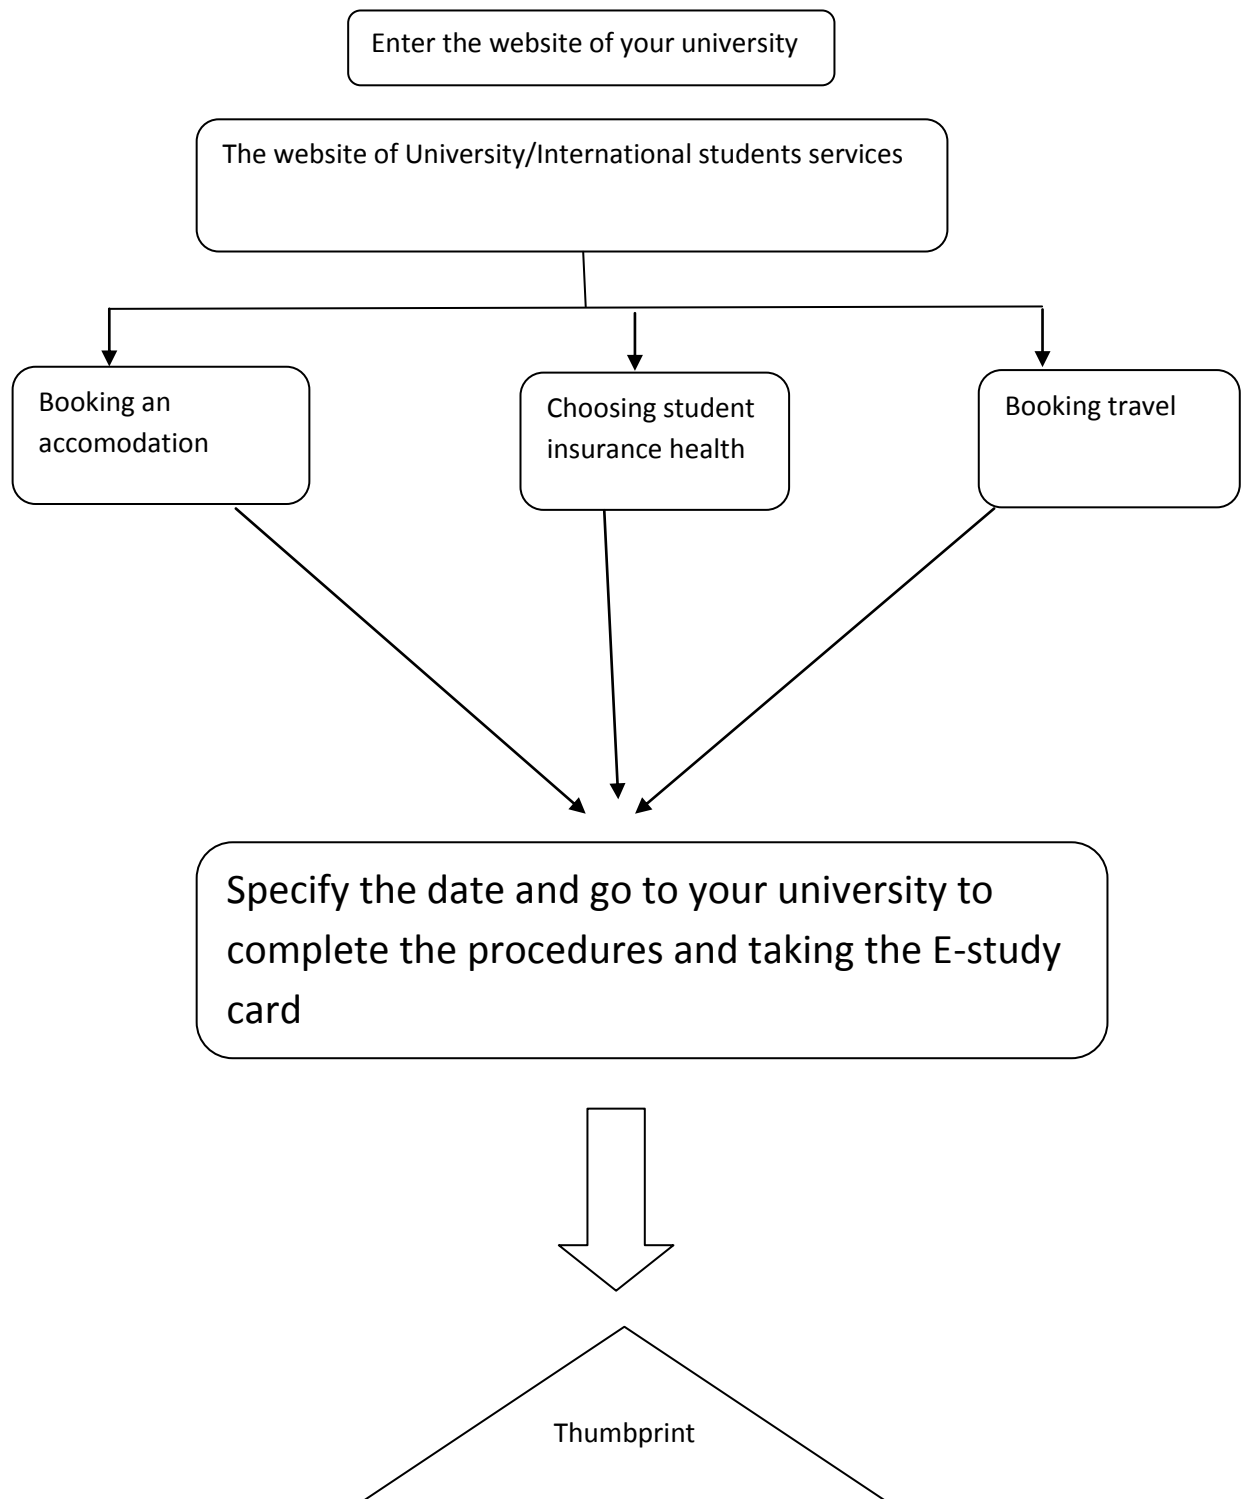 Enter the website of your university
The website of University/International students services
Booking an
accomodation
Choosing student
insurance health
Booking travel
Specify the date and go to your university to
complete the procedures and taking the E-study
card
Thumbprint